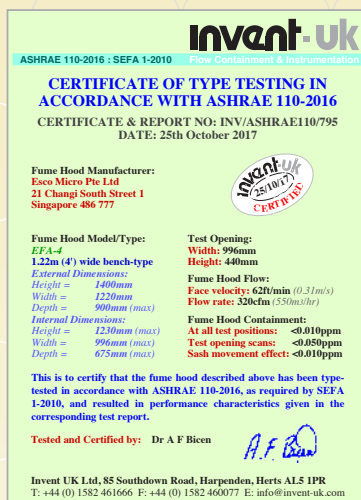 invent-uk
ASHRAE 110-2016 : SEFA 1-2010 Flow Containment & Instrumentation
CERTIFICATE OF TYPE TESTING IN
ACCORDANCE WITH ASHRAE 110-2016
CERTIFICATE & REPORT NO: INV/ASHRAE110/795
DATE: 25th October 2017
Fume Hood Manufacturer:
Esco Micro Pte Ltd
21 Changi South Street 1
Singapore 486 777
invent-uk
25/10/17
CERTIFIED
Fume Hood Model/Type:
EFA-4
1.22m (4') wide bench-type
External Dimensions:
Height = 1400mm
Width = 1220mm
Depth = 900mm (max)
Internal Dimensions:
Height = 1230mm (max)
Width = 996mm (max)
Depth = 675mm (max)
Test Opening:
Width: 996mm
Height: 440mm
Fume Hood Flow:
Face velocity: 62ft/min (0.31m/s)
Flow rate: 320cfm (550m3/hr)
Fume Hood Containment:
At all test positions: <0.010ppm
Test opening scans: <0.050ppm
Sash movement effect: <0.010ppm
This is to certify that the fume hood described above has been type-
tested in accordance with ASHRAE 110-2016, as required by SEFA
1-2010, and resulted in performance characteristics given in the
corresponding test report.
Tested and Certified by: Dr A F Bicen
A.F. Bicen
Invent UK Ltd, 85 Southdown Road, Harpenden, Herts AL5 1PR
T: +44 (0) 1582 461666 F: +44 (0) 1582 460077 E: info@invent-uk.com